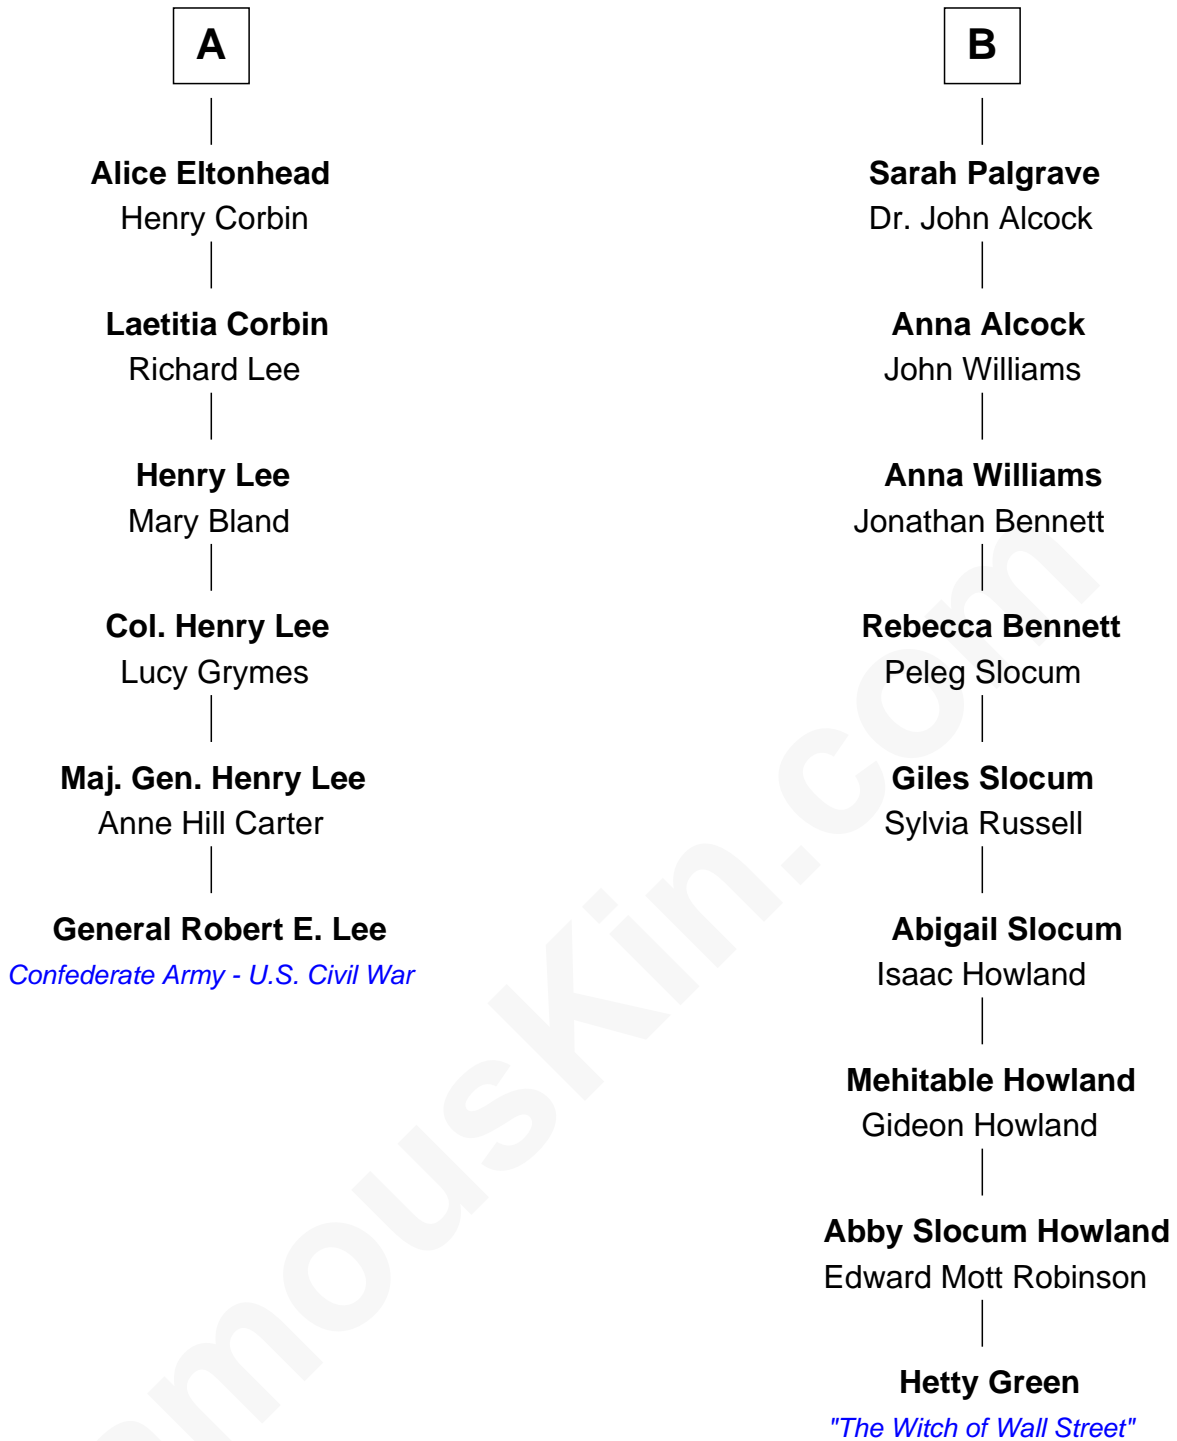 A
Alice Eltonhead
Henry Corbin
Laetitia Corbin
Richard Lee
Henry Lee
Mary Bland
Col. Henry Lee
Lucy Grymes
Maj. Gen. Henry Lee
Anne Hill Carter
General Robert E. Lee
Confederate Army - U.S. Civil War
B
Sarah Palgrave
Dr. John Alcock
Anna Alcock
John Williams
Anna Williams
Jonathan Bennett
Rebecca Bennett
Peleg Slocum
Giles Slocum
Sylvia Russell
Abigail Slocum
Isaac Howland
Mehitable Howland
Gideon Howland
Abby Slocum Howland
Edward Mott Robinson
Hetty Green
"The Witch of Wall Street"
amouskin.com